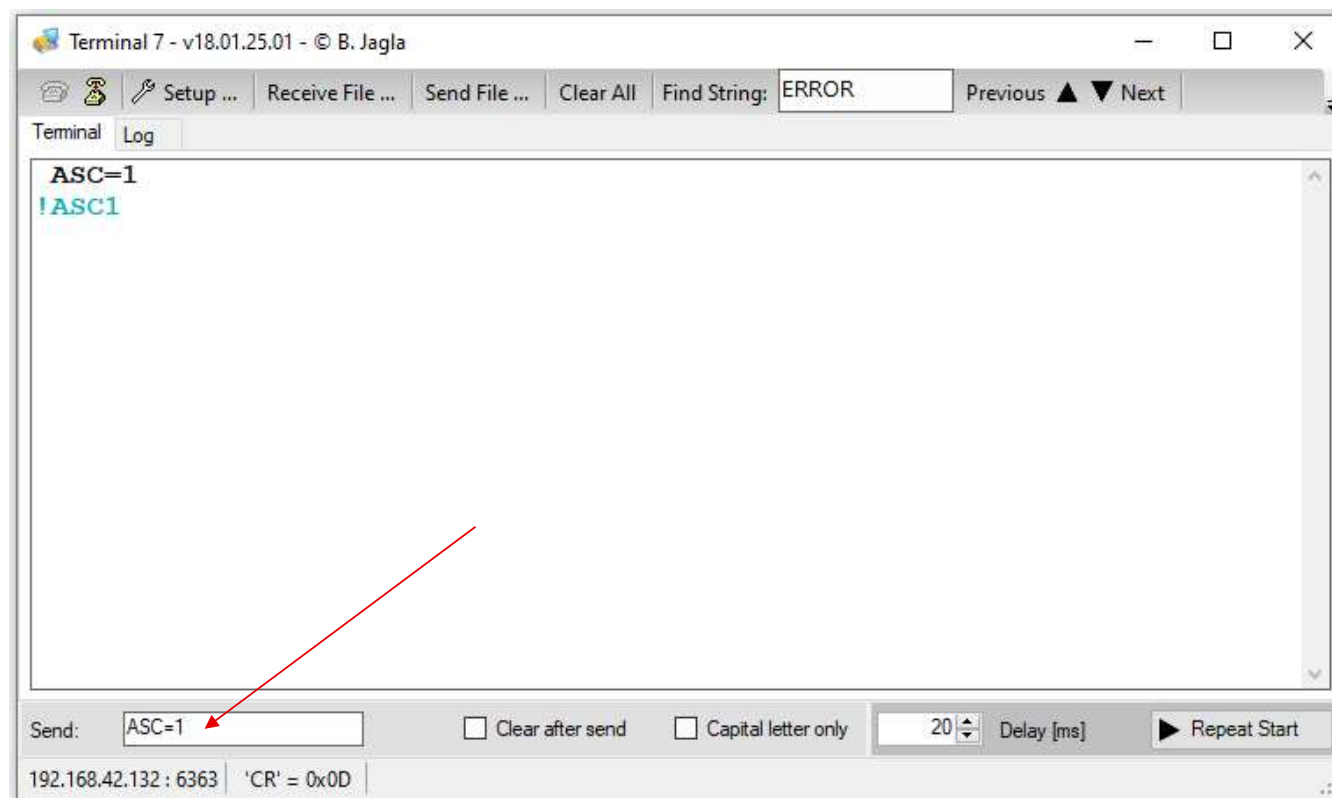 Terminal 7 - v18.01.25.01 - © B. Jagla
Setup ... Receive File ... Send File ... Clear All Find String: ERROR Previous ▲ ▼ Next
Terminal Log
ASC=1
!ASC1
Send: ASC=1 Clear after send Capital letter only 20 Delay [ms] ▶ Repeat Start
192.168.42.132 : 6363 'CR' = 0x0D